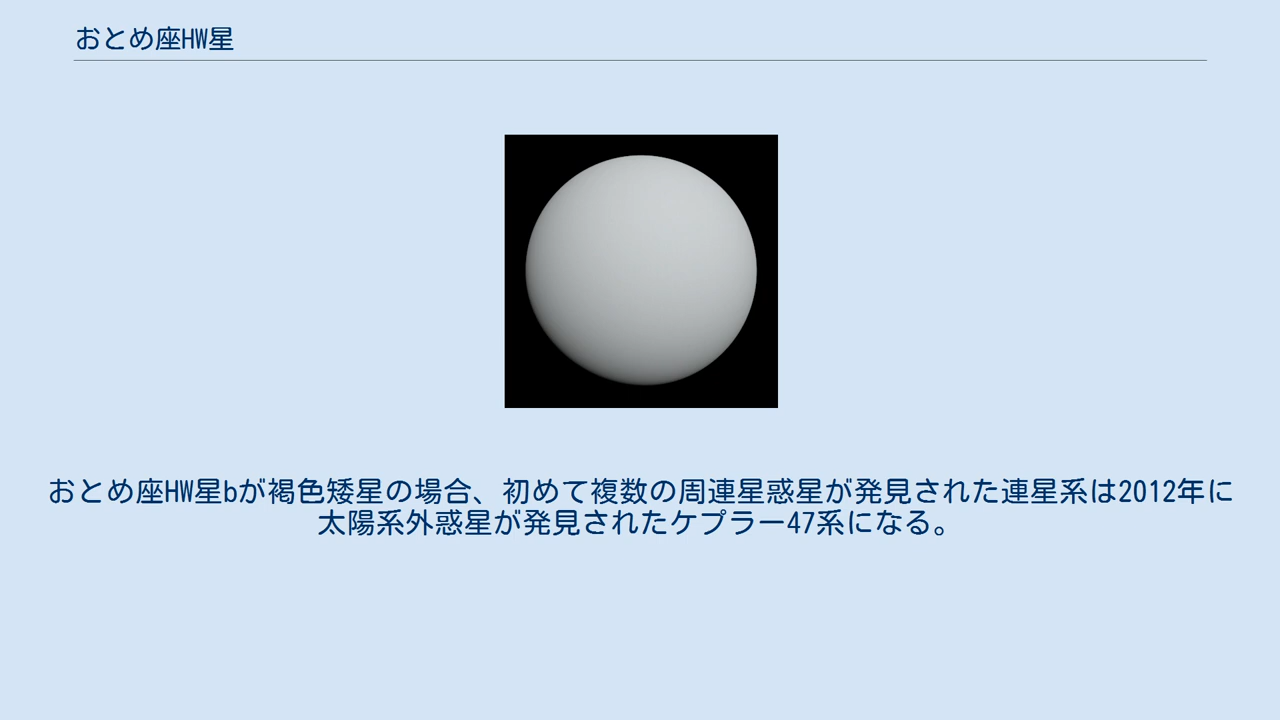 おとめ座HW星
おとめ座HW星bが褐色矮星の場合、初めて複数の周連星惑星が発見された連星系は2012年に
太陽系外惑星が発見されたケプラー47系になる。